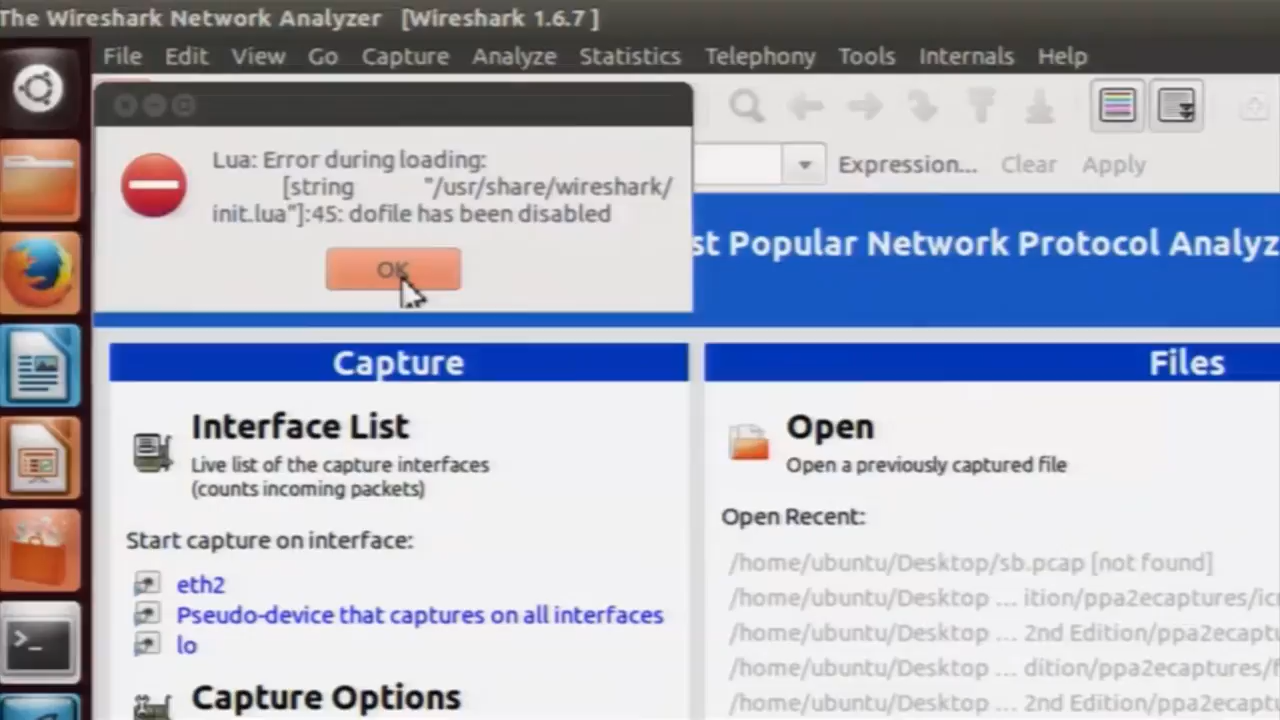 The Wireshark Network Analyzer [Wireshark 1.6.7 ]
File Edit View Go Capture Analyze Statistics Telephony Tools Internals Help
Lua: Error during loading:
[string "/usr/share/wireshark/
init.lua"]:45: dofile has been disabled
OK
Expression... Clear Apply
st Popular Network Protocol Analyz
Capture
Interface List
Live list of the capture interfaces
(counts incoming packets)
Start capture on interface:
eth2
Pseudo-device that captures on all interfaces
lo
Capture Options
Files
Open
Open a previously captured file
Open Recent:
/home/ubuntu/Desktop/sb.pcap [not found]
/home/ubuntu/Desktop ... ition/ppa2ecaptures/ic
/home/ubuntu/Desktop ... 2nd Edition/ppa2ecapt
/home/ubuntu/Desktop ... dition/ppa2ecaptures/
/home/ubuntu/Desktop ... 2nd Edition/ppa2ecapt